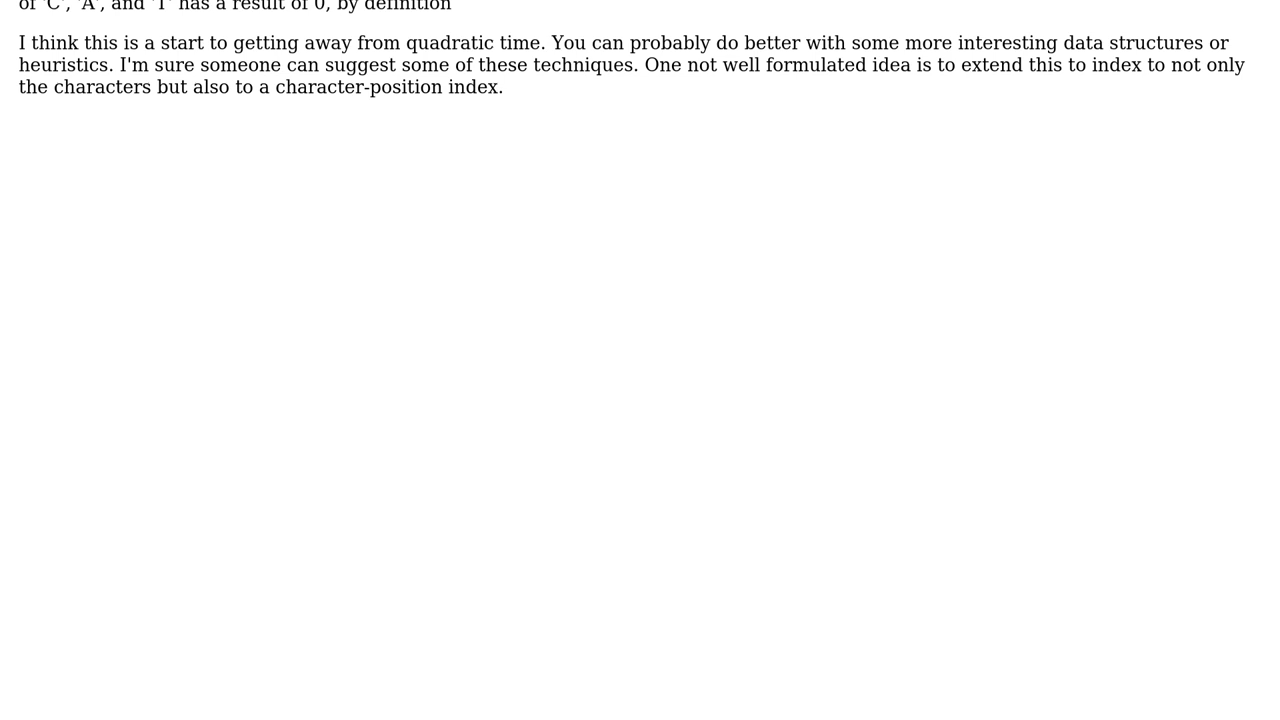 of 'C', 'A', and 'T' has a result of 0, by definition
I think this is a start to getting away from quadratic time. You can probably do better with some more interesting data structures or
heuristics. I'm sure someone can suggest some of these techniques. One not well formulated idea is to extend this to index to not only
the characters but also to a character-position index.